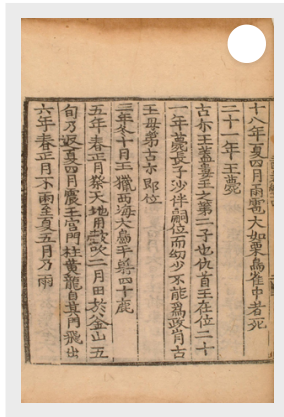 十八年夏四月雨雹大如栗鳥雀中者死
二十一年王薨
古尒王蓋婁王之第二子也仇首王在位二十
一年薨長子沙伴嗣位而幼少不能爲政肖古
王母弟古尒卽位
三年冬十月王獵西海大島手䠶四十鹿
五年春正月祭天地用鼓吹二月田於釜山五
旬乃返夏四月震王宮門柱黃龍自其門飛出
六年春正月不雨至夏五月乃雨